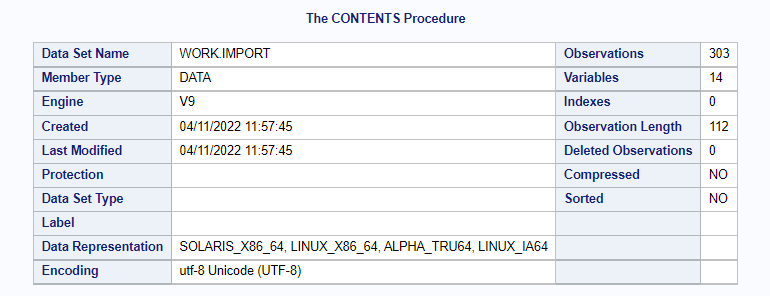 The CONTENTS Procedure
Data Set Name WORK.IMPORT Observations 303
Member Type DATA Variables 14
Engine V9 Indexes 0
Created 04/11/2022 11:57:45 Observation Length 112
Last Modified 04/11/2022 11:57:45 Deleted Observations 0
Protection Compressed NO
Data Set Type Sorted NO
Label
Data Representation SOLARIS_X86_64, LINUX_X86_64, ALPHA_TRU64, LINUX_IA64
Encoding utf-8 Unicode (UTF-8)